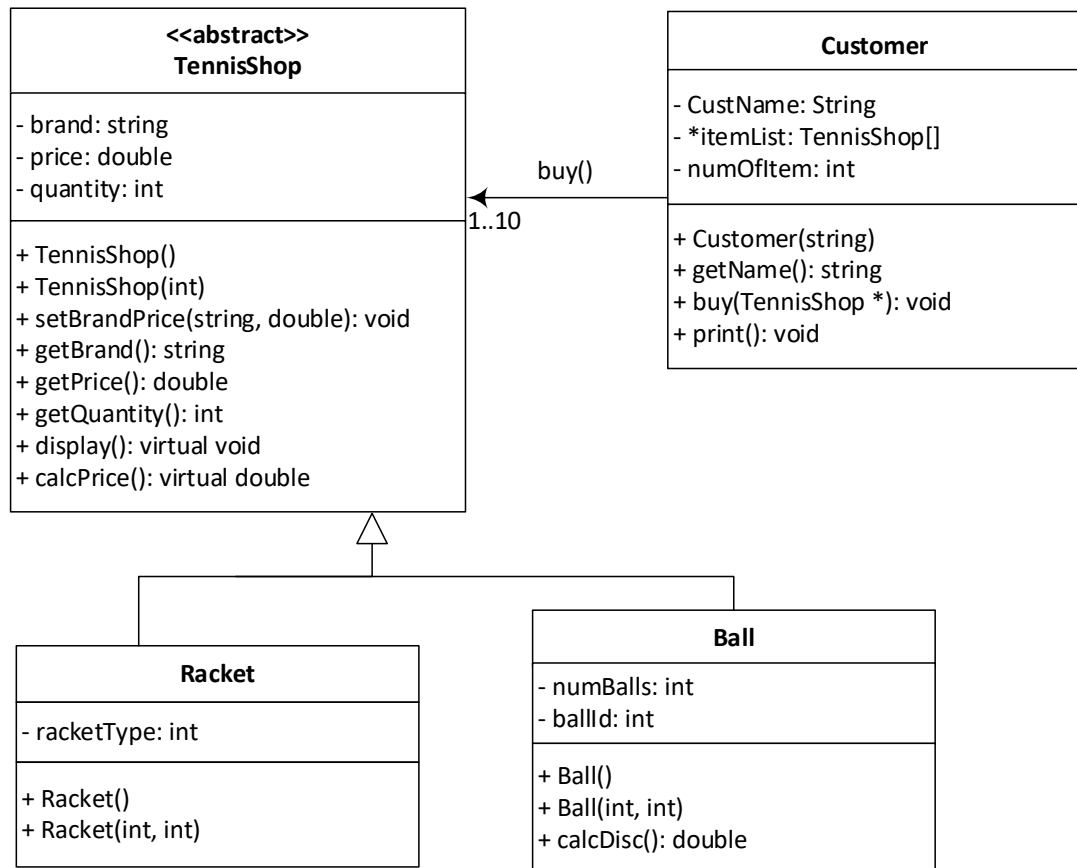 <<abstract>>
TennisShop
- brand: string
- price: double
- quantity: int
+ TennisShop()
+ TennisShop(int)
+ setBrandPrice(string, double): void
+ getBrand(): string
+ getPrice(): double
+ getQuantity(): int
+ display(): virtual void
+ calcPrice(): virtual double
buy()
1..10
Customer
- CustName: String
- *itemList: TennisShop[]
- numOfItem: int
+ Customer(string)
+ getName(): string
+ buy(TennisShop *): void
+ print(): void
Racket
- racketType: int
+ Racket()
+ Racket(int, int)
Ball
- numBalls: int
- ballId: int
+ Ball()
+ Ball(int, int)
+ calcDisc(): double